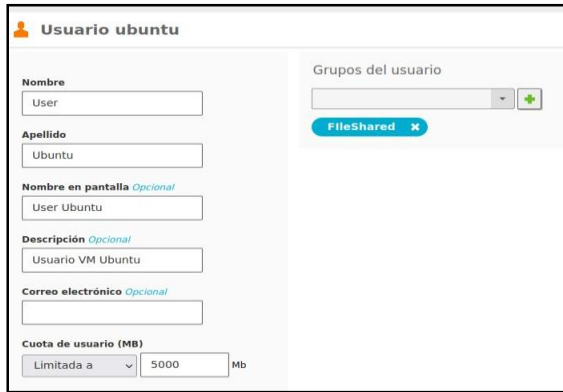 Usuario ubuntu
Nombre
User
Apellido
Ubuntu
Nombre en pantalla Opcional
User Ubuntu
Descripción Opcional
Usuario VM Ubuntu
Correo electrónico Opcional
Cuota de usuario (MB)
Limitada a 5000 Mb
Grupos del usuario
FIleShared ×